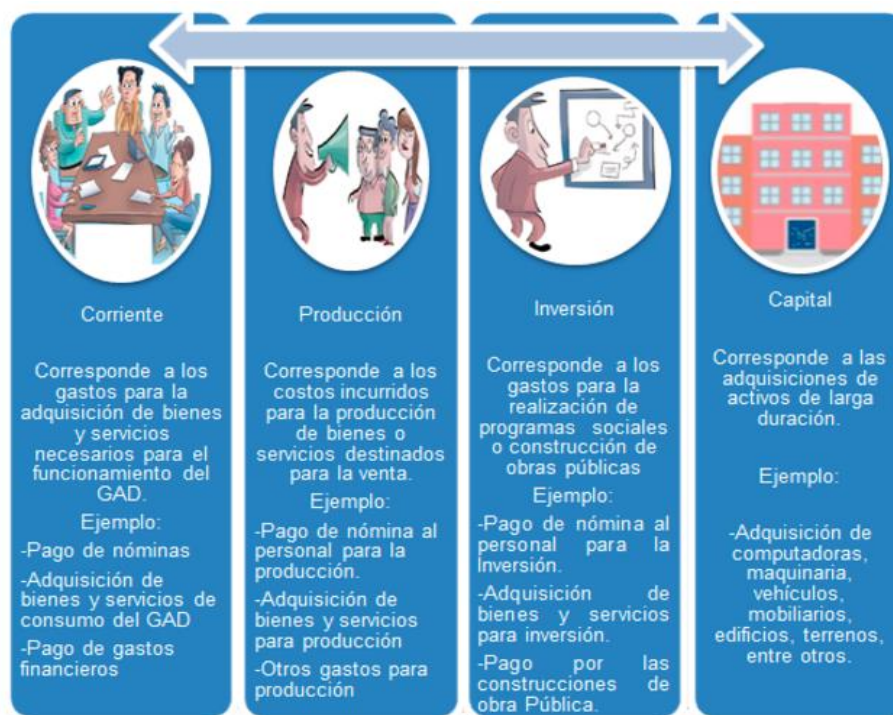 Corriente
Corresponde a los
gastos para la
adquisición de bienes
y servicios
necesarios para el
funcionamiento del
GAD.
Ejemplo:
-Pago de nóminas
-Adquisición de
bienes y servicios de
consumo del GAD
-Pago de gastos
financieros
Producción
Corresponde a los
costos incurridos
para la producción
de bienes o
servicios destinados
para la venta.
Ejemplo:
-Pago de nómina al
personal para la
producción.
-Adquisición de
bienes y servicios
para producción
-Otros gastos para
producción
Inversión
Corresponde a los
gastos para la
realización de
programas sociales
o construcción de
obras públicas
Ejemplo:
-Pago de nómina al
personal para la
Inversión.
-Adquisición de
bienes y servicios
para inversión.
-Pago por las
construcciones de
obra Pública.
Capital
Corresponde a las
adquisiciones de
activos de larga
duración.
Ejemplo:
-Adquisición de
computadoras,
maquinaria,
vehículos,
mobiliarios,
edificios, terrenos,
entre otros.